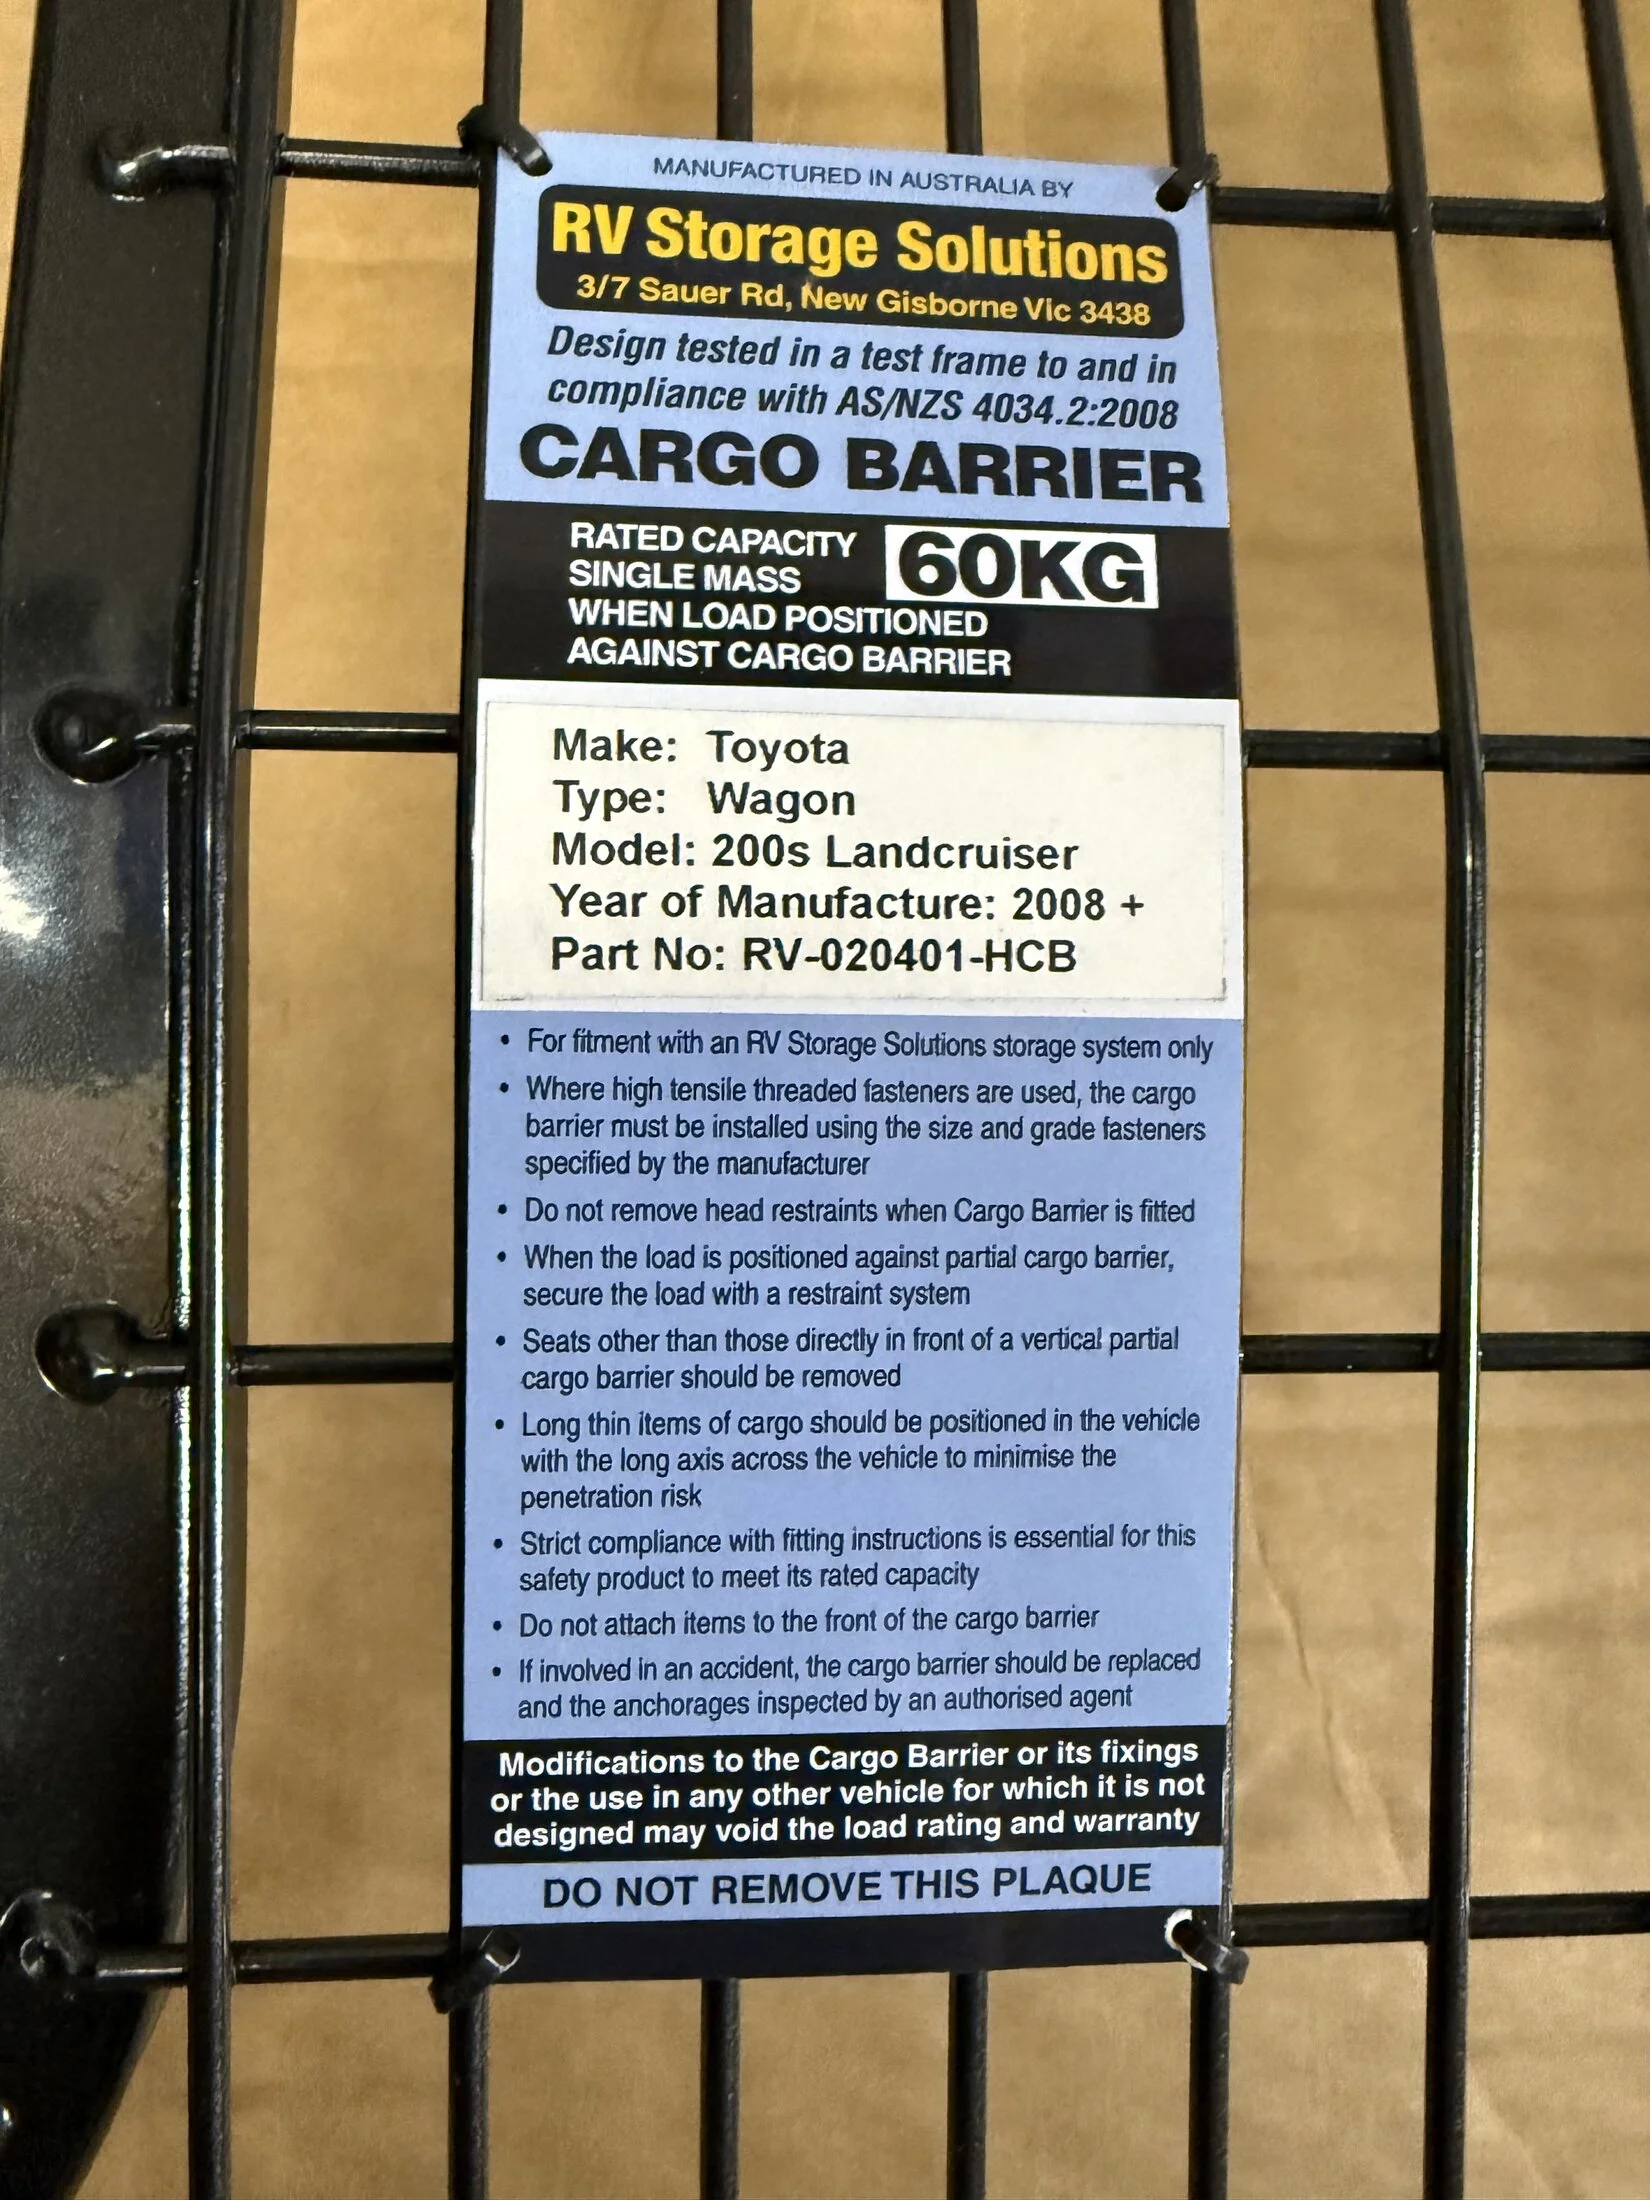 MANUFACTURED IN AUSTRALIA BY
RV Storage Solutions
3/7 Sauer Rd, New Gisborne Vic 3438
Design tested in a test frame to and in
compliance with AS/NZS 4034.2:2008
CARGO BARRIER
RATED CAPACITY 60KG
SINGLE MASS
WHEN LOAD POSITIONED
AGAINST CARGO BARRIER
Make: Toyota
Type: Wagon
Model: 200s Landcruiser
Year of Manufacture: 2008 +
Part No: RV-020401-HCB
• For fitment with an RV Storage Solutions storage system only
• Where high tensile threaded fasteners are used, the cargo
barrier must be installed using the size and grade fasteners
specified by the manufacturer
• Do not remove head restraints when Cargo Barrier is fitted
• When the load is positioned against partial cargo barrier,
secure the load with a restraint system
• Seats other than those directly in front of a vertical partial
cargo barrier should be removed
• Long thin items of cargo should be positioned in the vehicle
with the long axis across the vehicle to minimise the
penetration risk
• Strict compliance with fitting instructions is essential for this
safety product to meet its rated capacity
• Do not attach items to the front of the cargo barrier
• If involved in an accident, the cargo barrier should be replaced
and the anchorages inspected by an authorised agent
Modifications to the Cargo Barrier or its fixings
or the use in any other vehicle for which it is not
designed may void the load rating and warranty
DO NOT REMOVE THIS PLAQUE